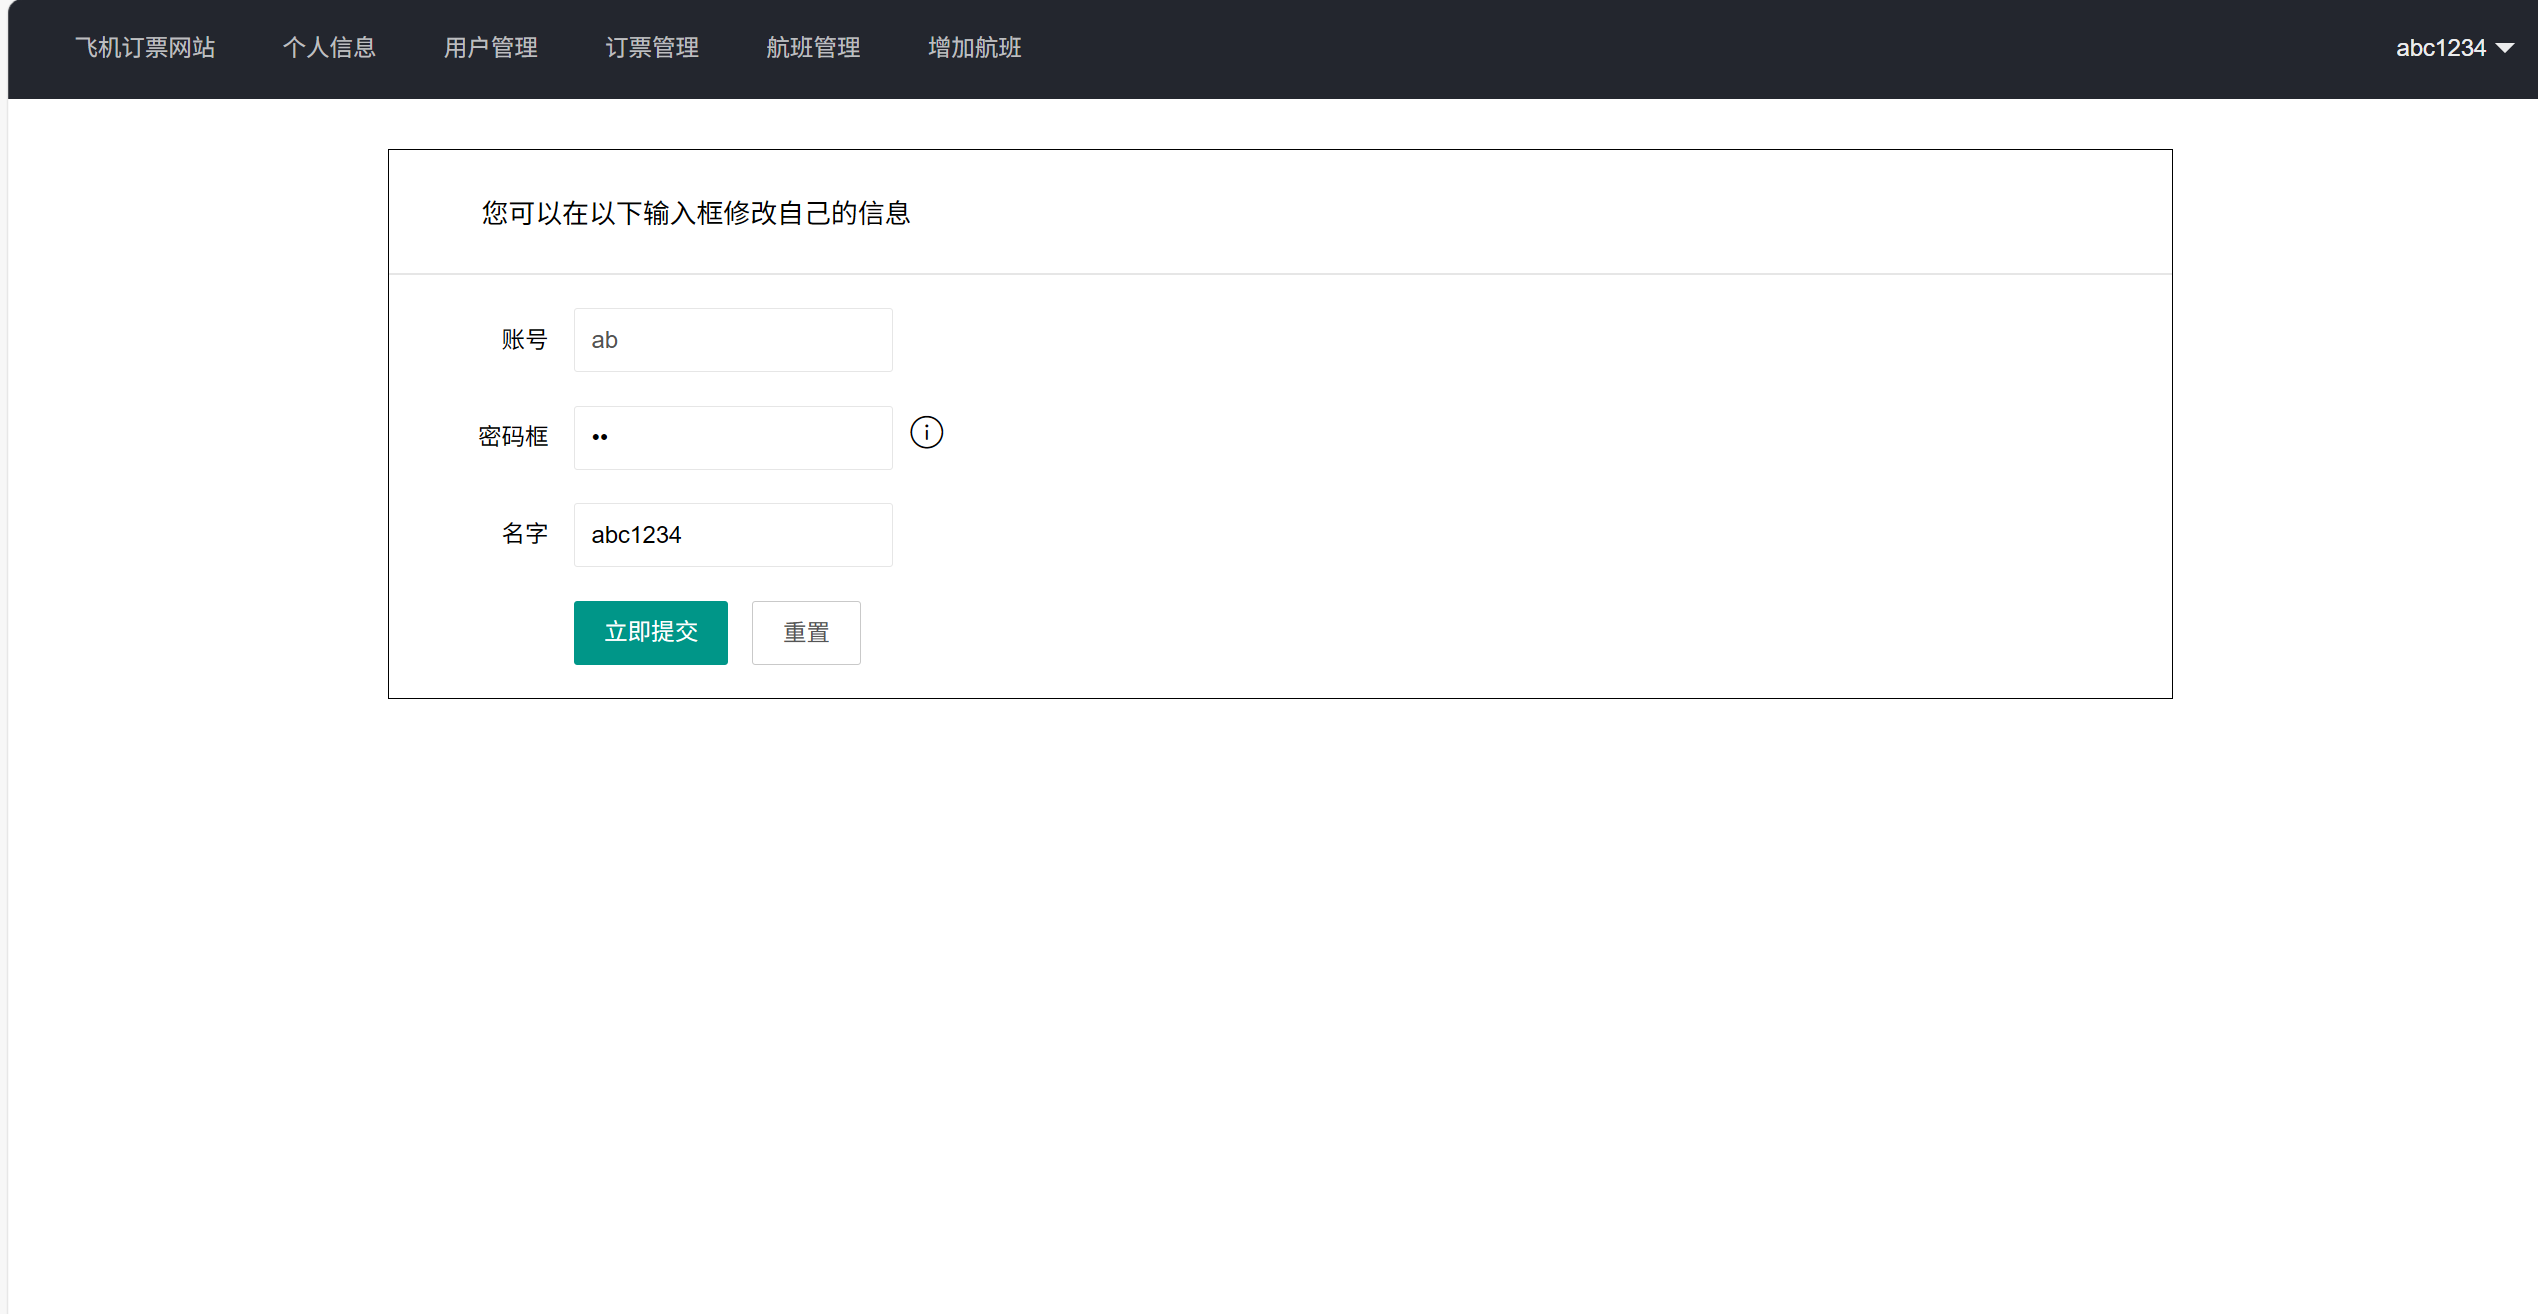 飞机订票网站 个人信息 用户管理 订票管理 航班管理 增加航班 abc1234
您可以在以下输入框修改自己的信息
账号 ab
密码框 ••
名字 abc1234
立即提交 重置